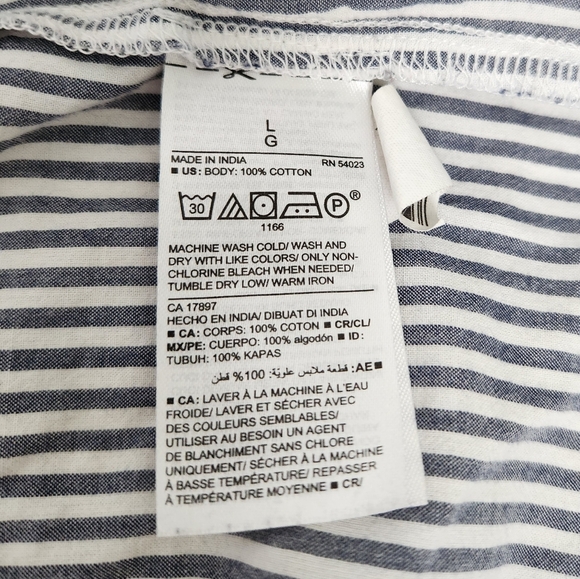 L
G
MADE IN INDIA RN 54023
■ US: BODY: 100% COTTON
30 P ®
1166
MACHINE WASH COLD/ WASH AND
DRY WITH LIKE COLORS/ ONLY NON-
CHLORINE BLEACH WHEN NEEDED/
TUMBLE DRY LOW/ WARM IRON
CA 17897
HECHO EN INDIA/ DIBUAT DI INDIA
■ CA: CORPS: 100% COTON ■ CR/CL/
MX/PE: CUERPO: 100% algodón ■ ID:
TUBUH: 100% KAPAS
■AE: قطعة ملابس علويّة: 100% قطن
■ CA: LAVER À LA MACHINE À L'EAU
FROIDE/ LAVER ET SÉCHER AVEC
DES COULEURS SEMBLABLES/
UTILISER AU BESOIN UN AGENT
DE BLANCHIMENT SANS CHLORE
UNIQUEMENT/ SÉCHER À LA MACHINE
À BASSE TEMPÉRATURE/ REPASSER
À TEMPÉRATURE MOYENNE ■ CR/